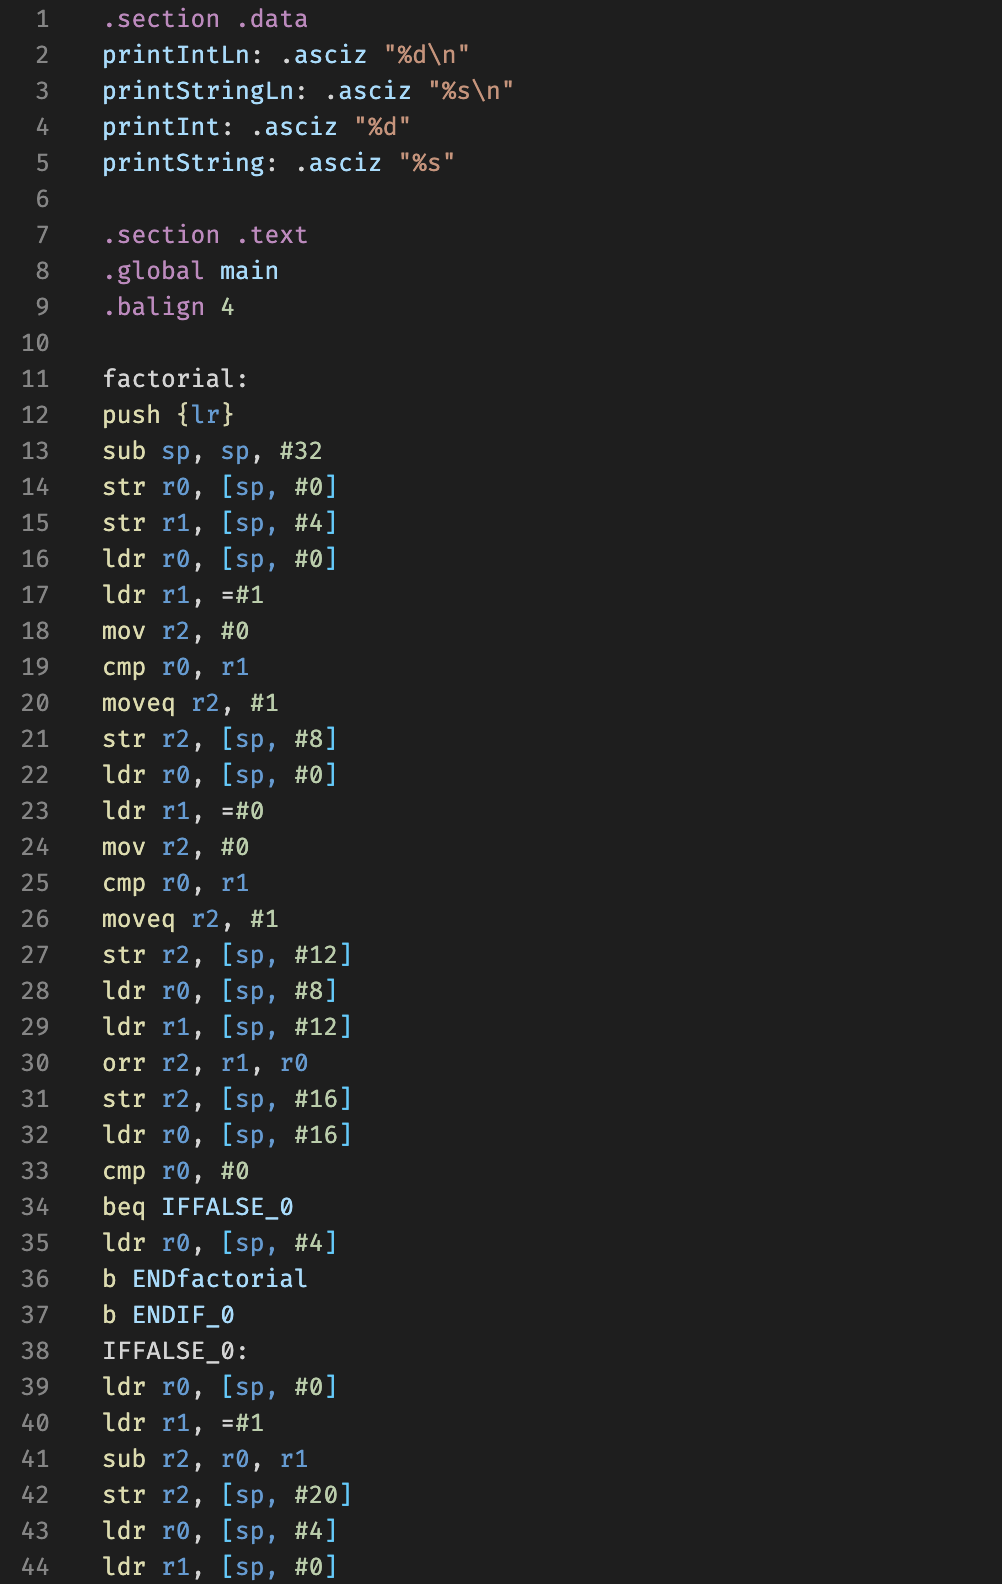 1 .section .data
2 printIntLn: .asciz "%d\n"
3 printStringLn: .asciz "%s\n"
4 printInt: .asciz "%d"
5 printString: .asciz "%s"
6
7 .section .text
8 .global main
9 .balign 4
10
11 factorial:
12 push {lr}
13 sub sp, sp, #32
14 str r0, [sp, #0]
15 str r1, [sp, #4]
16 ldr r0, [sp, #0]
17 ldr r1, =#1
18 mov r2, #0
19 cmp r0, r1
20 moveq r2, #1
21 str r2, [sp, #8]
22 ldr r0, [sp, #0]
23 ldr r1, =#0
24 mov r2, #0
25 cmp r0, r1
26 moveq r2, #1
27 str r2, [sp, #12]
28 ldr r0, [sp, #8]
29 ldr r1, [sp, #12]
30 orr r2, r1, r0
31 str r2, [sp, #16]
32 ldr r0, [sp, #16]
33 cmp r0, #0
34 beq IFFALSE_0
35 ldr r0, [sp, #4]
36 b ENDfactorial
37 b ENDIF_0
38 IFFALSE_0:
39 ldr r0, [sp, #0]
40 ldr r1, =#1
41 sub r2, r0, r1
42 str r2, [sp, #20]
43 ldr r0, [sp, #4]
44 ldr r1, [sp, #0]